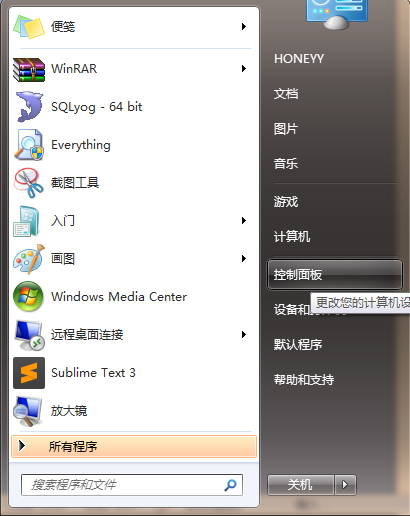 便笺
WinRAR
SQLyog - 64 bit
Everything
截图工具
入门
画图
Windows Media Center
远程桌面连接
Sublime Text 3
放大镜
所有程序
搜索程序和文件
HONEYY
文档
图片
音乐
游戏
计算机
控制面板
更改您的计算机设
设备和
默认程序
帮助和支持
关机